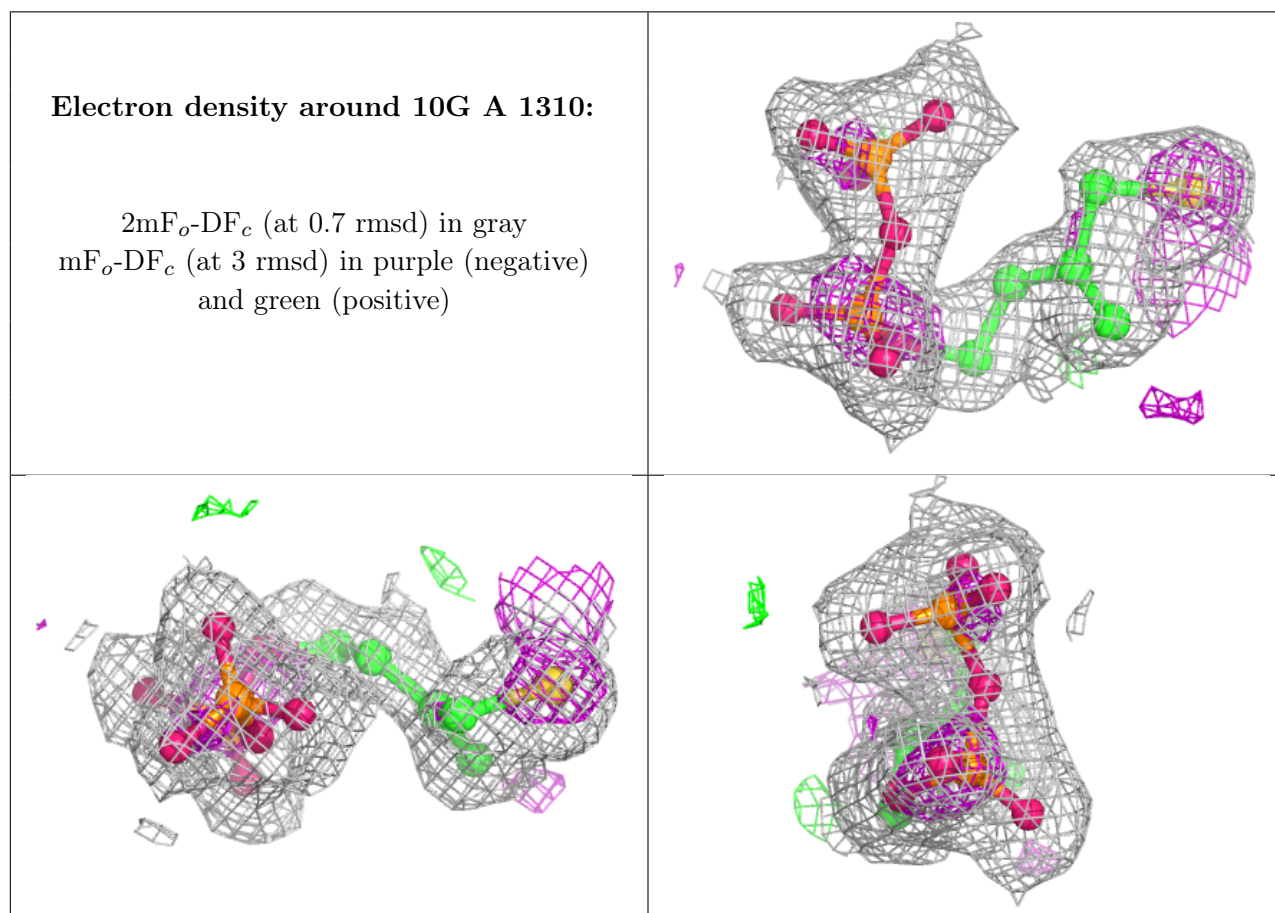 Electron density around 10G A 1310:
2mFo-DFc (at 0.7 rmsd) in gray
mFo-DFc (at 3 rmsd) in purple (negative)
and green (positive)